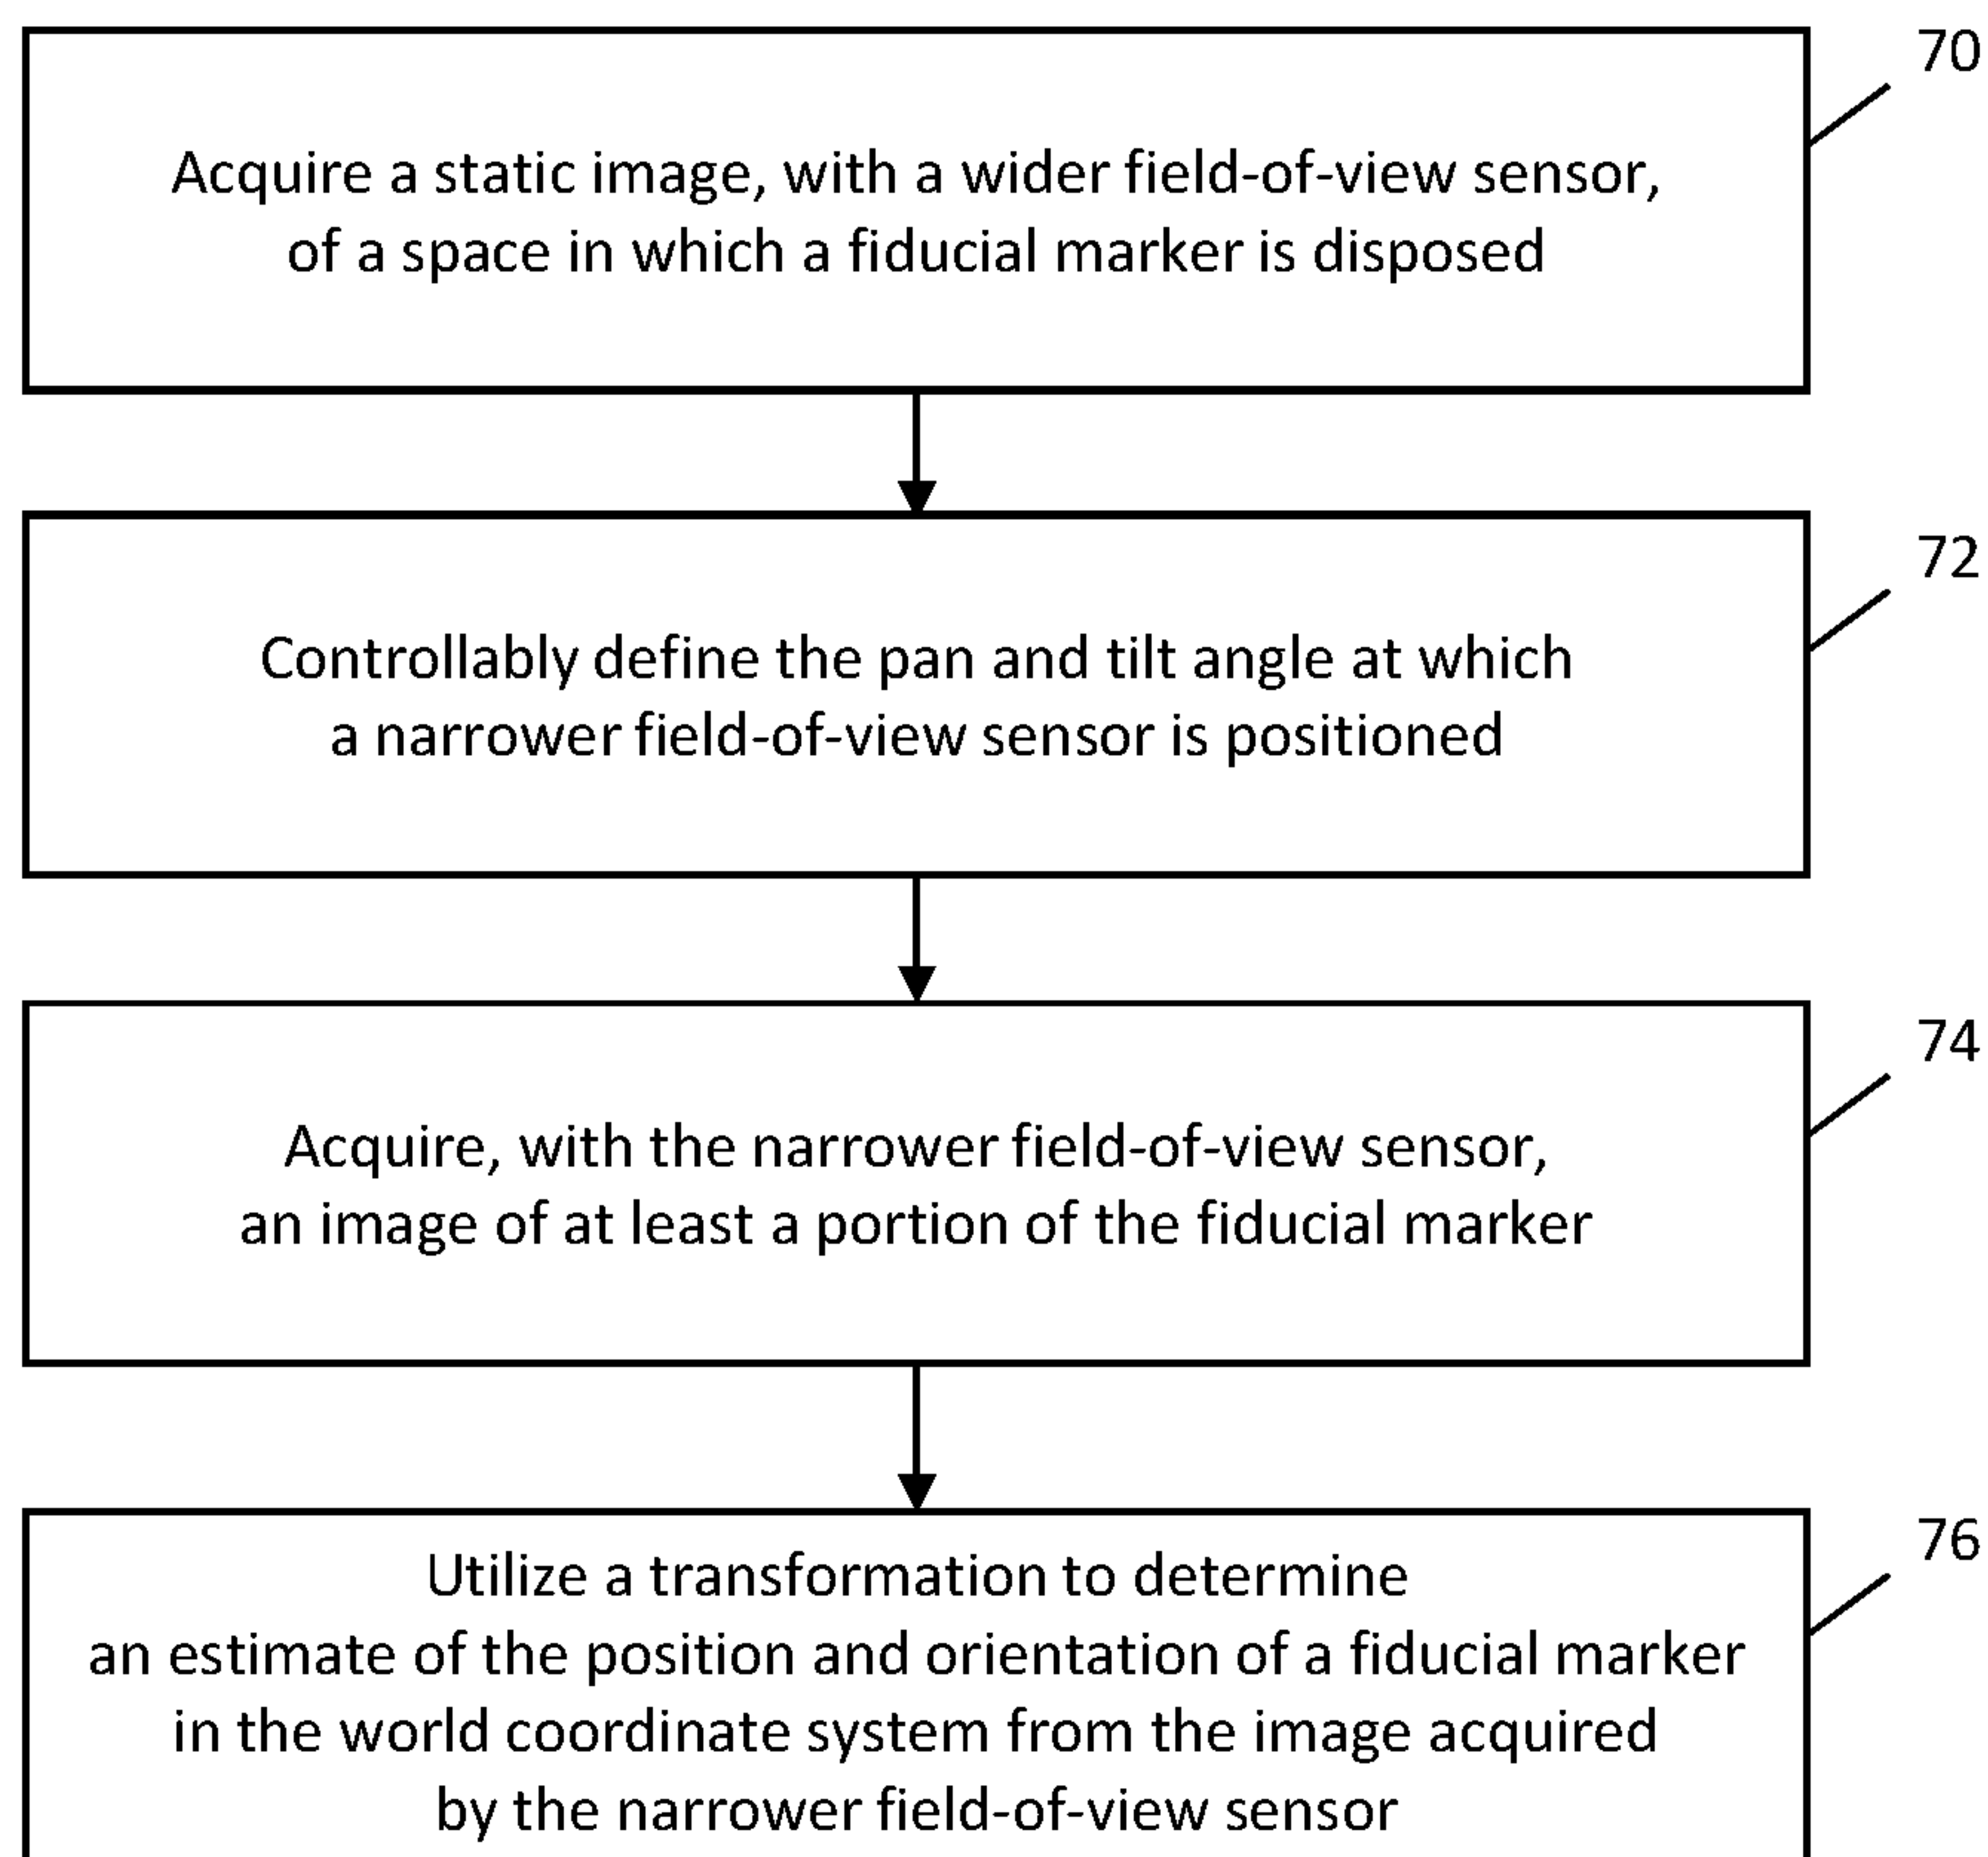 70
Acquire a static image, with a wider field-of-view sensor,
of a space in which a fiducial marker is disposed
72
Controllably define the pan and tilt angle at which
a narrower field-of-view sensor is positioned
74
Acquire, with the narrower field-of-view sensor,
an image of at least a portion of the fiducial marker
76
Utilize a transformation to determine
an estimate of the position and orientation of a fiducial marker
in the world coordinate system from the image acquired
by the narrower field-of-view sensor